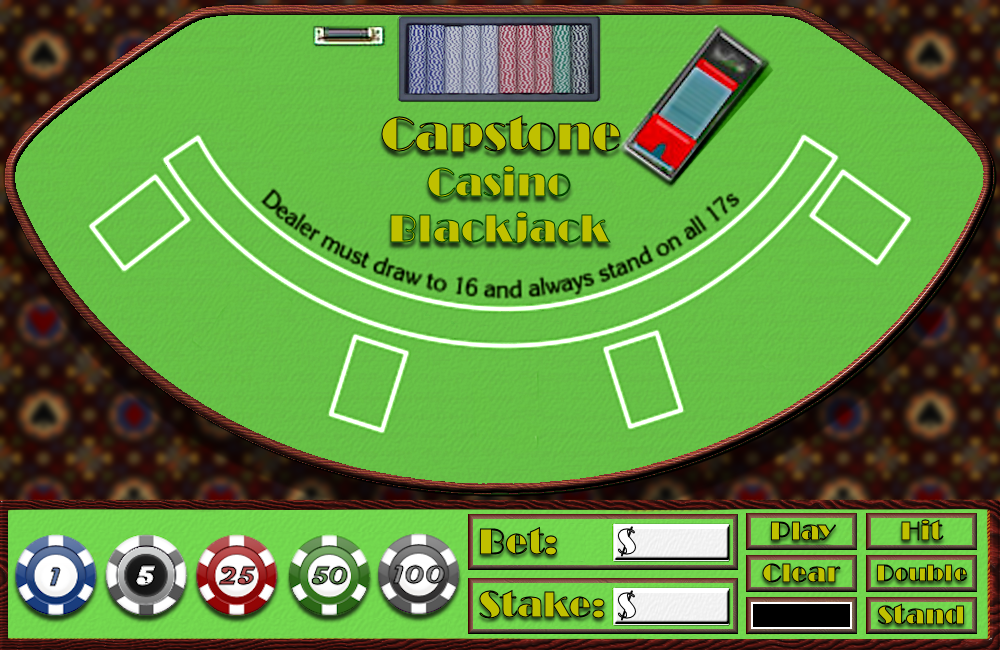 Capstone
Casino
Blackjack
Dealer must draw to 16 and always stand on all 17s
1
5
25
50
100
Bet: $
Stake: $
Play
Hit
Clear
Double
Stand